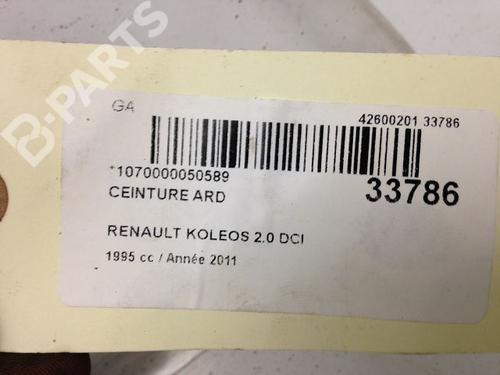 B-PARTS
GA
42600201 33786
*1070000050589
33786
CEINTURE ARD
RENAULT KOLEOS 2.0 DCI
1995 cc / Année 2011